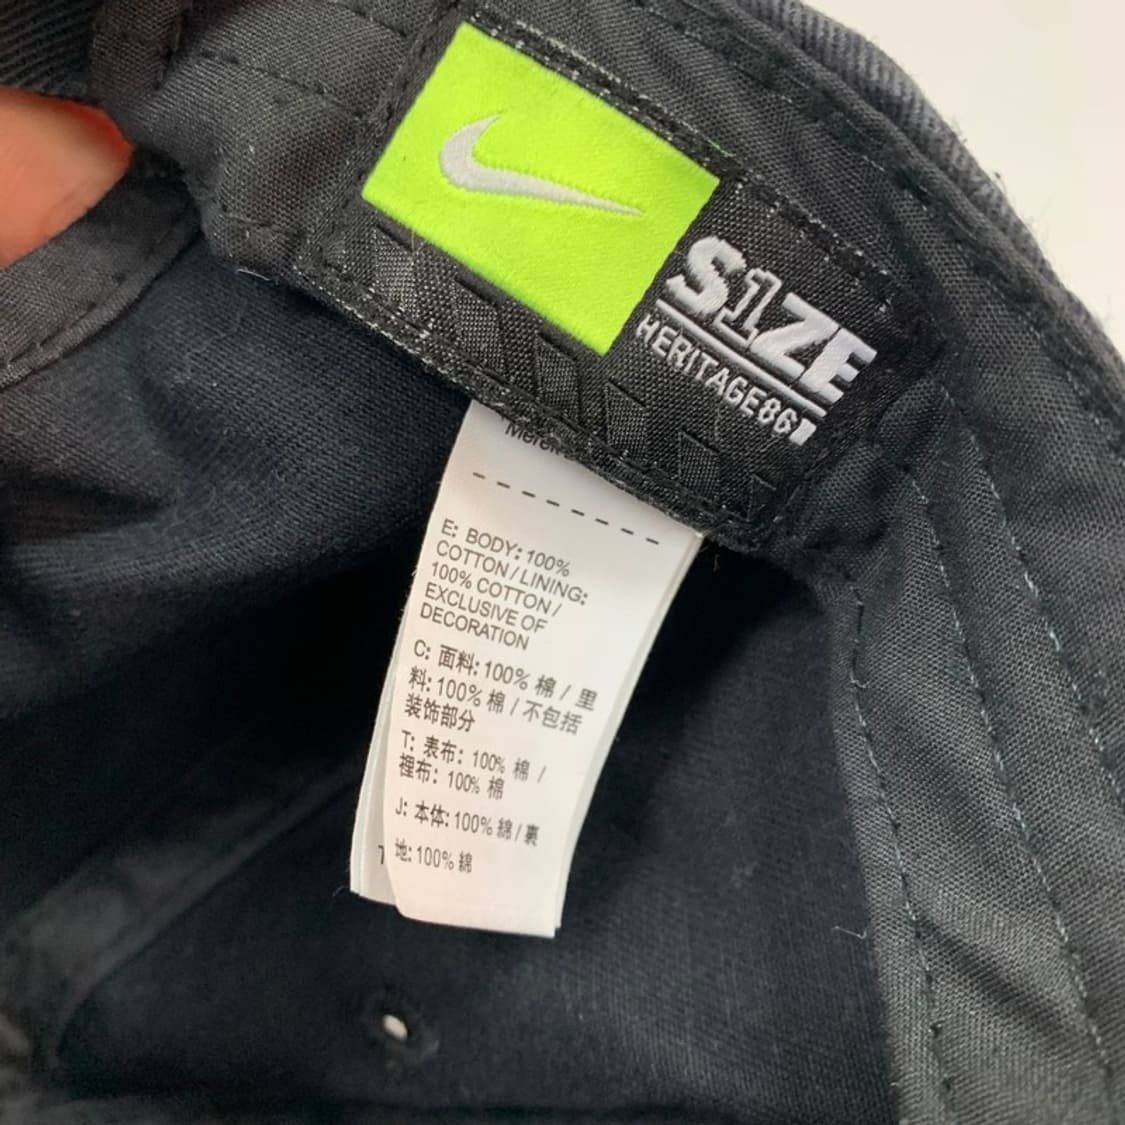 S1ZE
HERITAGE86
E: BODY: 100%
COTTON / LINING:
100% COTTON /
EXCLUSIVE OF
DECORATION
C: 面料: 100% 棉 / 里
料: 100% 棉 / 不包括
装饰部分
T: 表布: 100% 棉 /
裡布: 100% 棉
J: 本体: 100% 綿 / 裏
地: 100% 綿